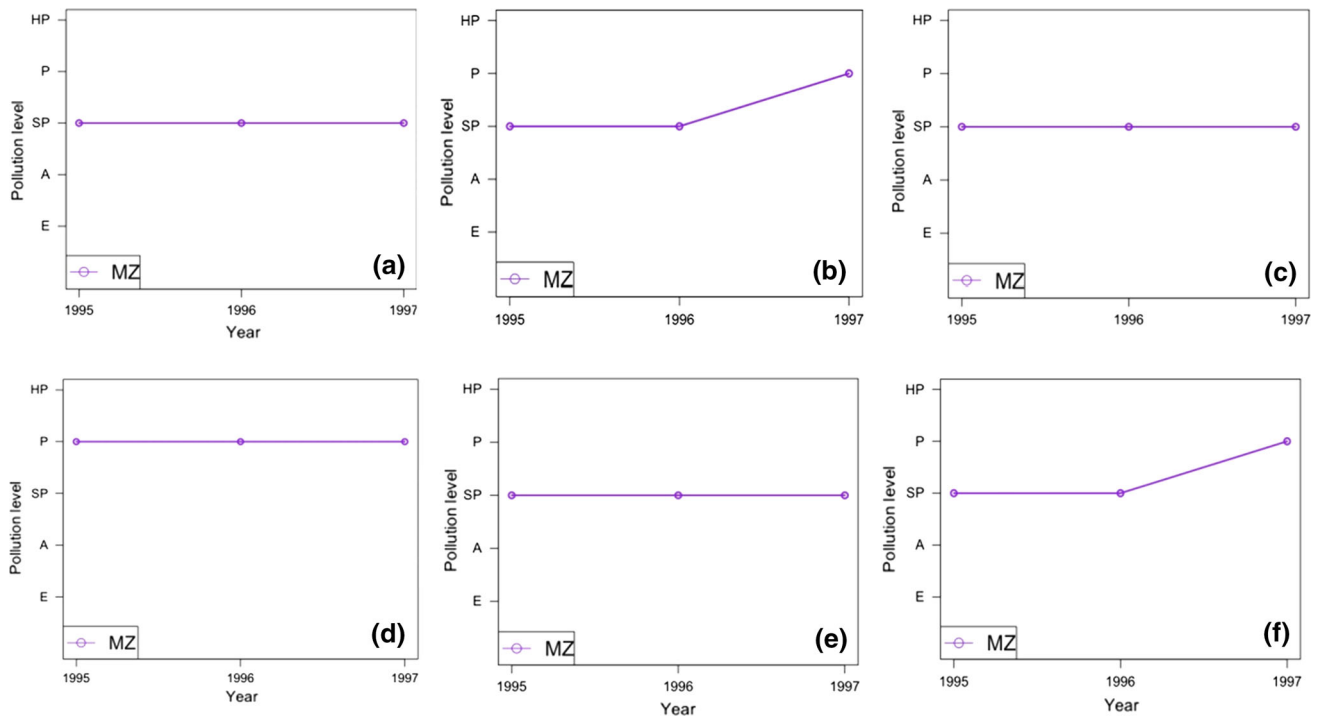 HP
P
SP
A
E
Pollution level
MZ
(a)
1995 1996 1997
Year
HP
P
SP
A
E
Pollution level
MZ
(b)
1995 1996 1997
HP
P
SP
A
E
Pollution level
MZ
(c)
1995 1996 1997
HP
P
SP
A
E
Pollution level
MZ
(d)
1995 1996 1997
Year
HP
P
SP
A
E
Pollution level
MZ
(e)
1995 1996 1997
Year
HP
P
SP
A
E
Pollution level
MZ
(f)
1995 1996 1997
Year